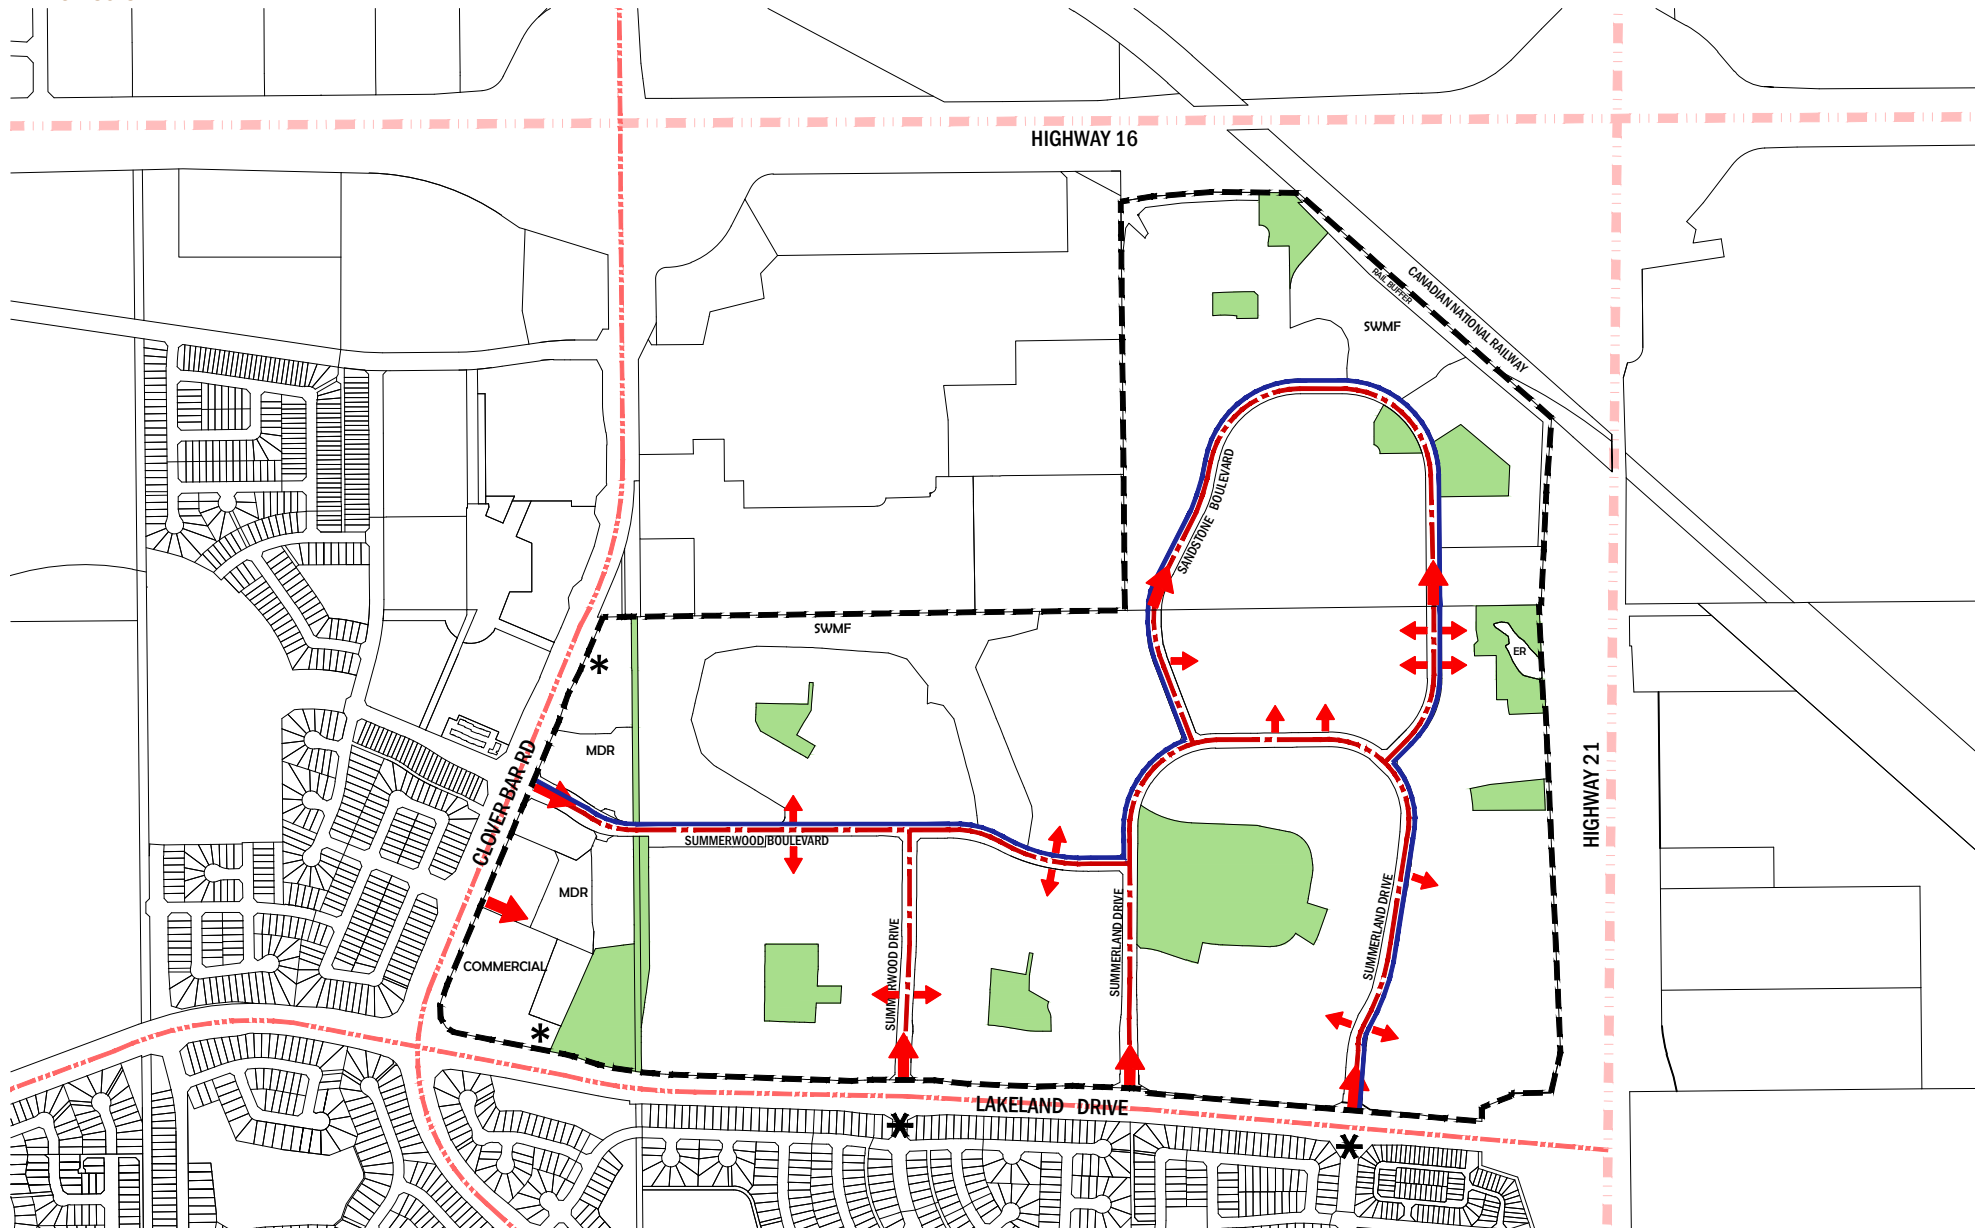 HIGHWAY 16
CANADIAN NATIONAL RAILWAY
RAIL BUFFER
SWMF
SANDSTONE BOULEVARD
SWMF
ER
MDR
CLOVER BAR RD
HIGHWAY 21
SUMMERWOOD BOULEVARD
MDR
SUMMERWOOD DRIVE
SUMMERLAND DRIVE
SUMMERLAND DRIVE
COMMERCIAL
LAKELAND DRIVE